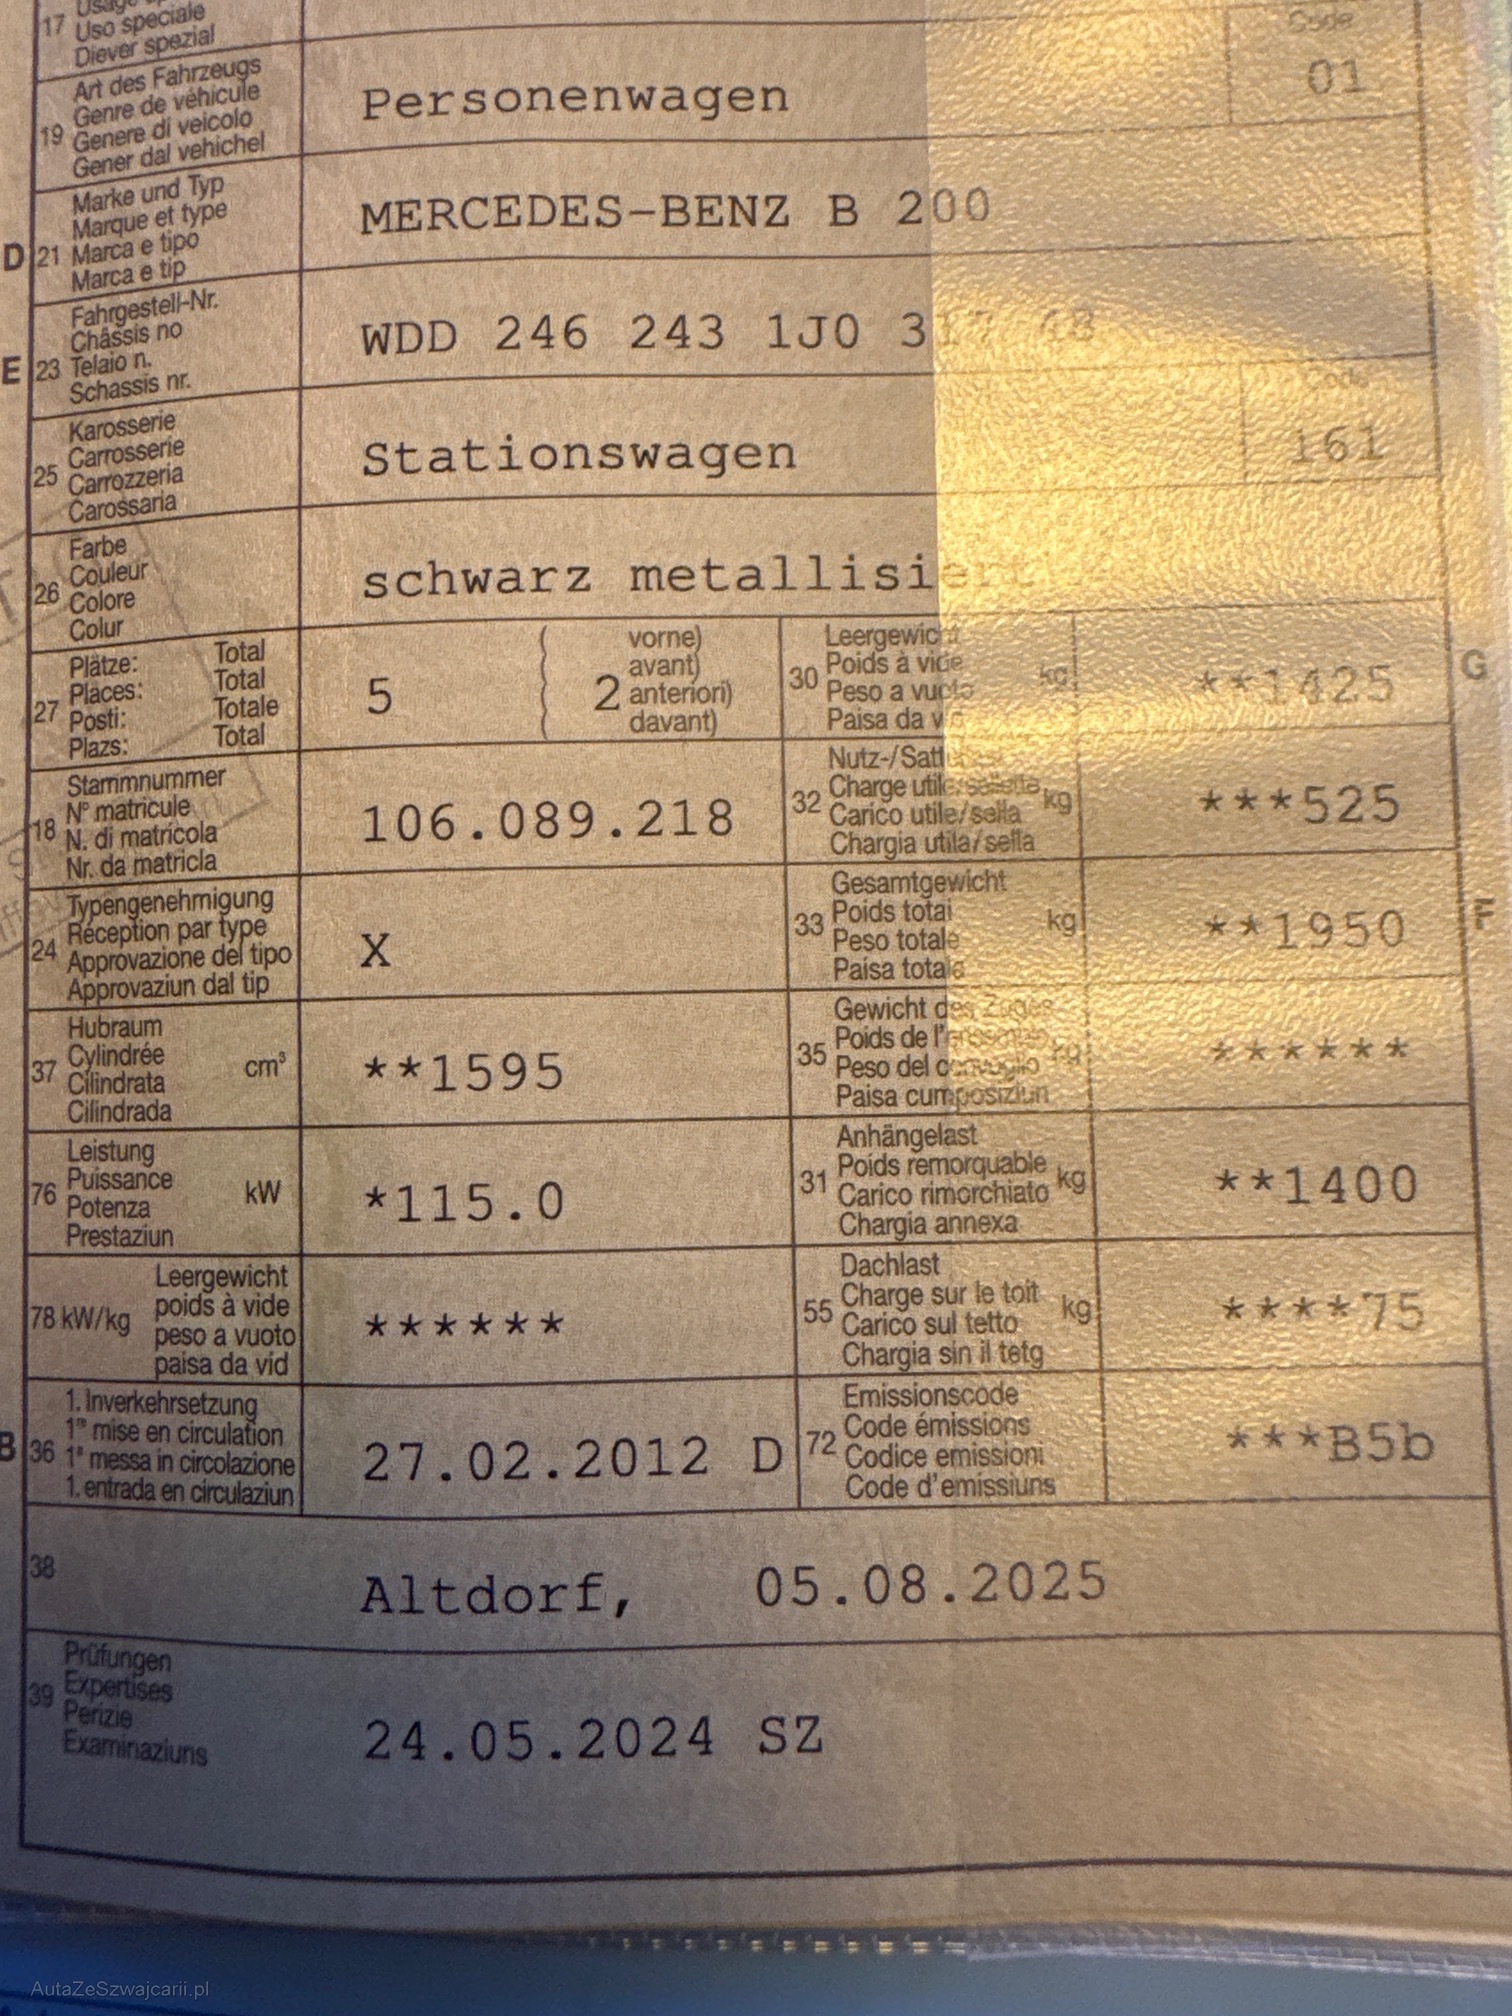 17 Uso speciale
Diever spezial
Code
19 Art des Fahrzeugs
Genre de véhicule
Genere di veicolo
Gener dal vehichel
Personenwagen
01
D 21 Marke und Typ
Marque et type
Marca e tipo
Marca e tip
MERCEDES-BENZ B 200
E 23 Fahrgestell-Nr.
Châssis no
Telaio n.
Schassis nr.
WDD 246 243 1J0
25 Karosserie
Carrosserie
Carrozzeria
Carossaria
Stationswagen
Code
161
26 Farbe
Couleur
Colore
Colur
schwarz metallisiert
27 Plätze: Total
Places: Total
Posti: Totale
Plazs: Total
5
2
vorne)
avant)
anteriori)
davant)
30 Leergewicht
Poids à vide
Peso a vuoto
Paisa da vid
kg
**1425
G
18 Stammnummer
N° matricule
N. di matricola
Nr. da matricla
106.089.218
32 Nutz-/Sattellast
Charge utile/sellette
Carico utile/sella
Chargia utila/sella
kg
***525
24 Typengenehmigung
Réception par type
Approvazione del tipo
Approvaziun dal tip
X
33 Gesamtgewicht
Poids total
Peso totale
Paisa totala
kg
**1950
F
37 Hubraum
Cylindrée
Cilindrata
Cilindrada
cm³
**1595
35 Gewicht des Zuges
Poids de l'ensemble
Peso del convoglio
Paisa cumposiziun
kg
******
76 Leistung
Puissance
Potenza
Prestaziun
kW
*115.0
31 Anhängelast
Poids remorquable
Carico rimorchiato
Chargia annexa
kg
**1400
78 kW/kg
Leergewicht
poids à vide
peso a vuoto
paisa da vid
******
55 Dachlast
Charge sur le toit
Carico sul tetto
Chargia sin il tetg
kg
****75
B 36 1. Inverkehrsetzung
1re mise en circulation
1a messa in circolazione
1. entrada en circulaziun
27.02.2012 D
72 Emissionscode
Code émissions
Codice emissioni
Code d'emissiuns
***B5b
38
Altdorf, 05.08.2025
39 Prüfungen
Expertises
Perizie
Examinaziuns
24.05.2024 SZ
AutaZeSzwajcarii.pl